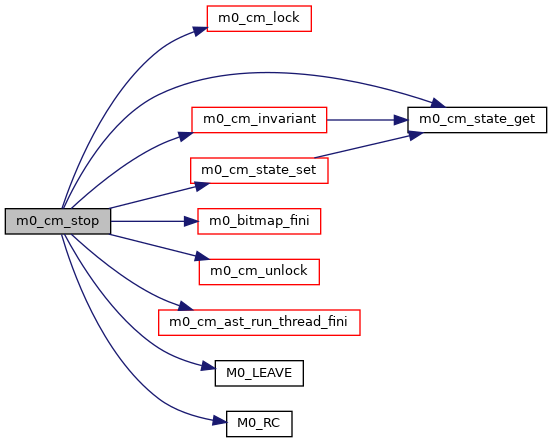 m0_cm_lock
m0_cm_invariant
m0_cm_state_get
m0_cm_state_set
m0_cm_stop
m0_bitmap_fini
m0_cm_unlock
m0_cm_ast_run_thread_fini
M0_LEAVE
M0_RC